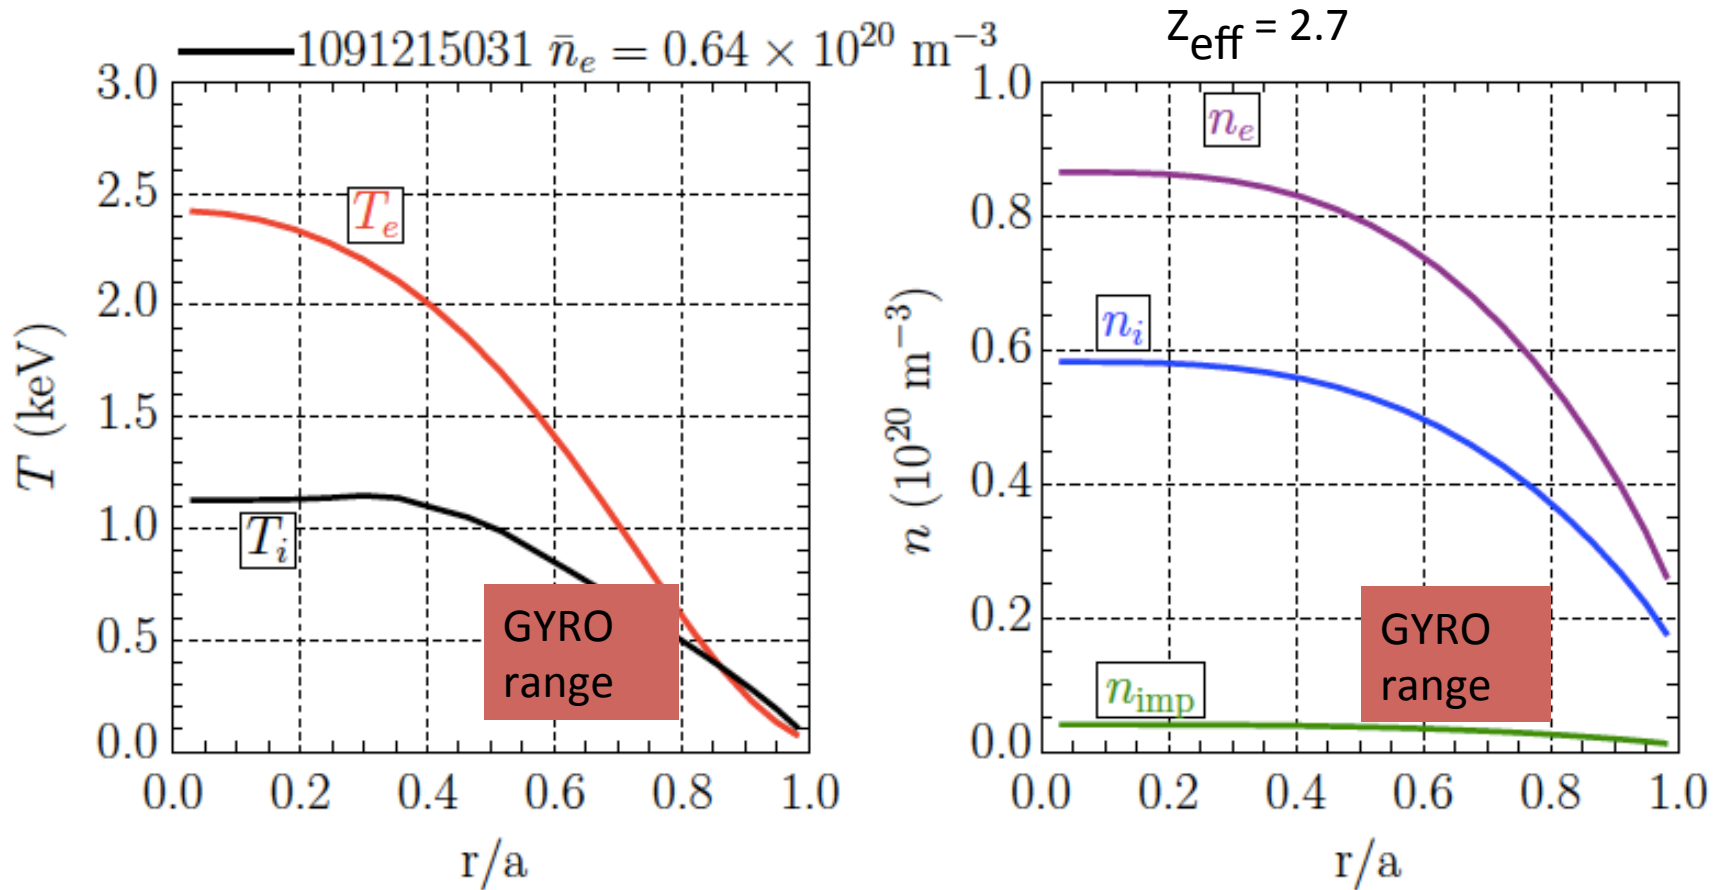 1091215031 n̄ₑ = 0.64 × 10²⁰ m⁻³
Z_eff = 2.7
3.0
2.5
2.0
1.5
1.0
0.5
0.0
T (keV)
Tₑ
Tᵢ
GYRO
range
0.0 0.2 0.4 0.6 0.8 1.0
r/a
1.0
0.8
0.6
0.4
0.2
0.0
n (10²⁰ m⁻³)
nₑ
nᵢ
n_imp
GYRO
range
0.0 0.2 0.4 0.6 0.8 1.0
r/a